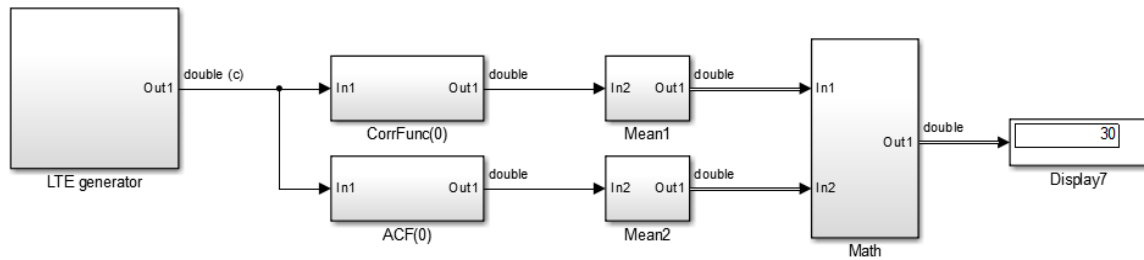 Out1
LTE generator
double (c)
In1
Out1
CorrFunc(0)
double
In2
Out1
Mean1
double
In1
Out1
ACF(0)
double
In2
Out1
Mean2
double
In1
In2
Out1
Math
double
30
Display7